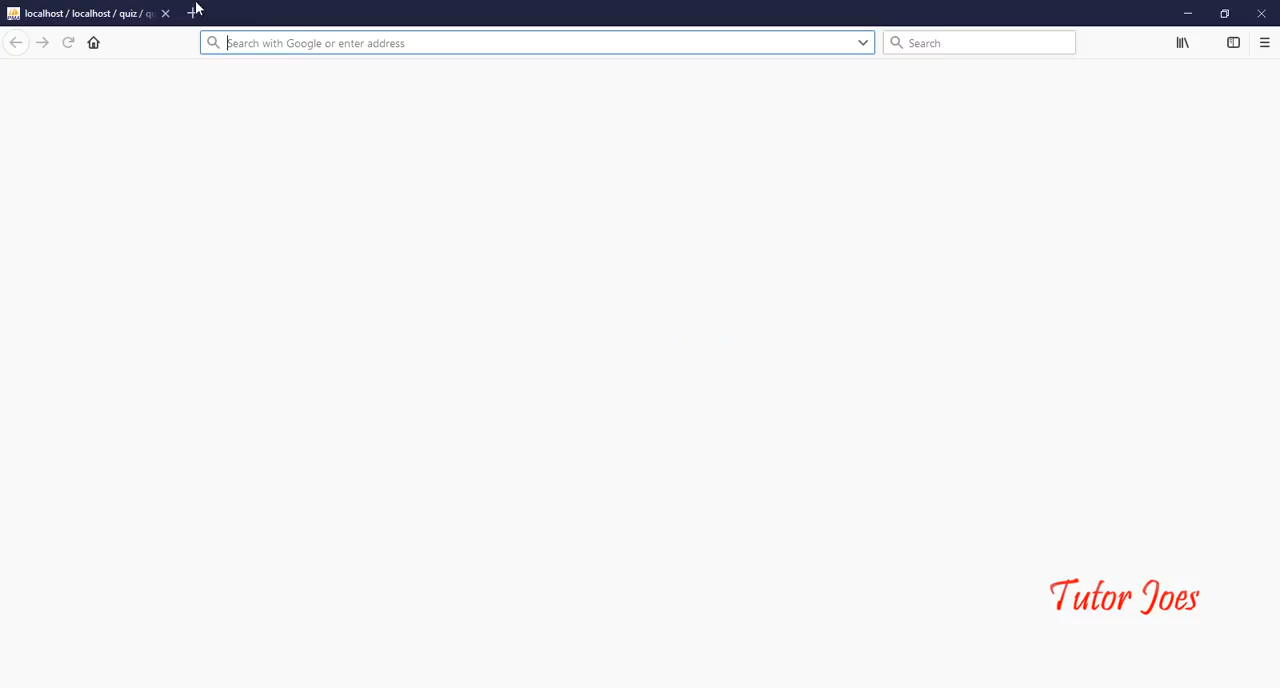 localhost / localhost / quiz /
Search with Google or enter address
Search
Tutor Joes